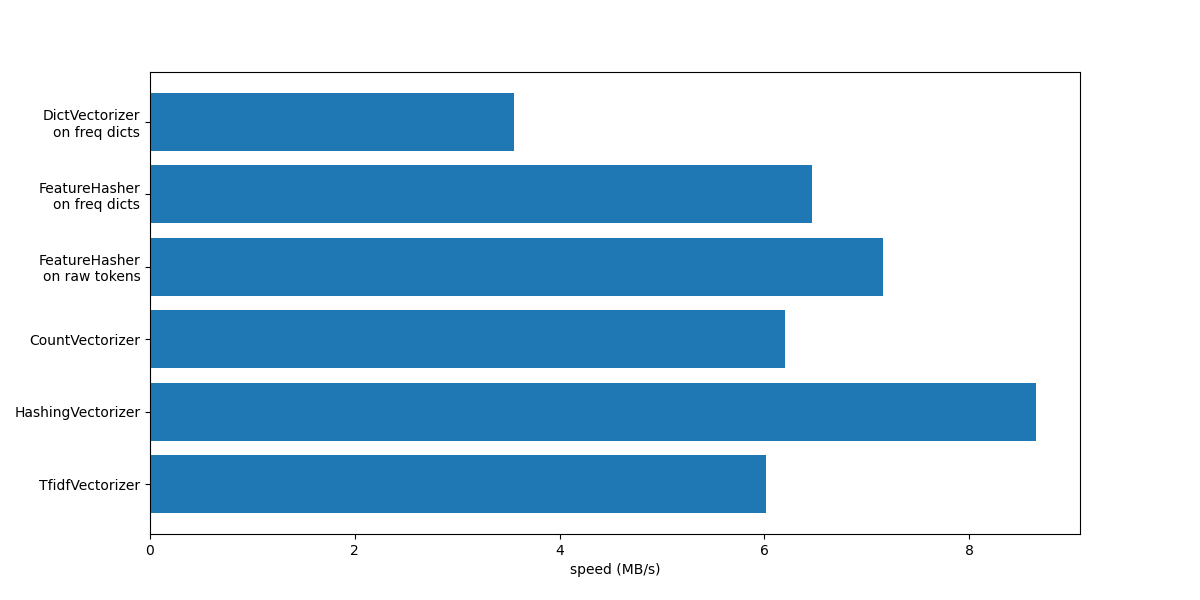 DictVectorizer
on freq dicts
FeatureHasher
on freq dicts
FeatureHasher
on raw tokens
CountVectorizer
HashingVectorizer
TfidfVectorizer
0 2 4 6 8
speed (MB/s)